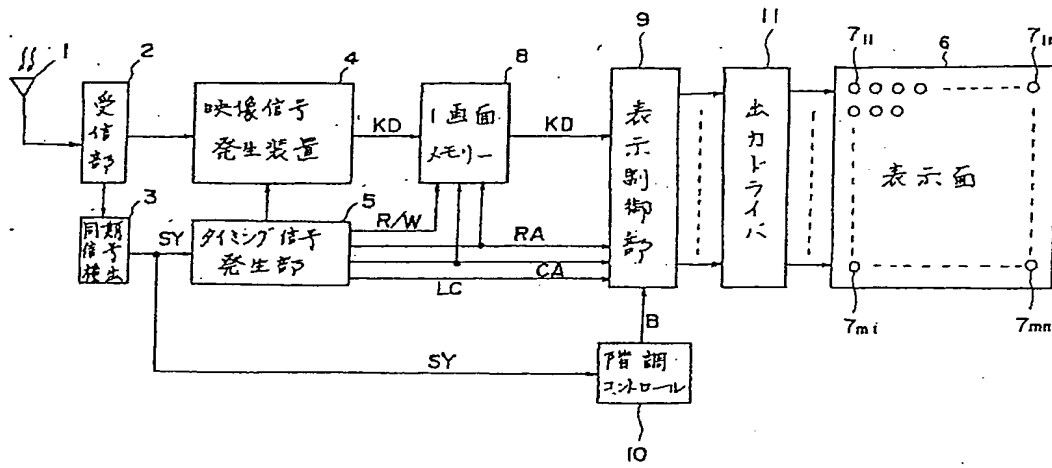 1
2
受信部
3
同期信号検出
4
映像信号
発生装置
5
タイミング信号
発生部
8
1画面
メモリー
9
表示制御部
11
出力ドライバ
6
7₁₁
7₁ₙ
表示面
7ₘᵢ
7ₘₙ
KD
KD
R/W
RA
CA
LC
SY
SY
B
階調
コントロール
10